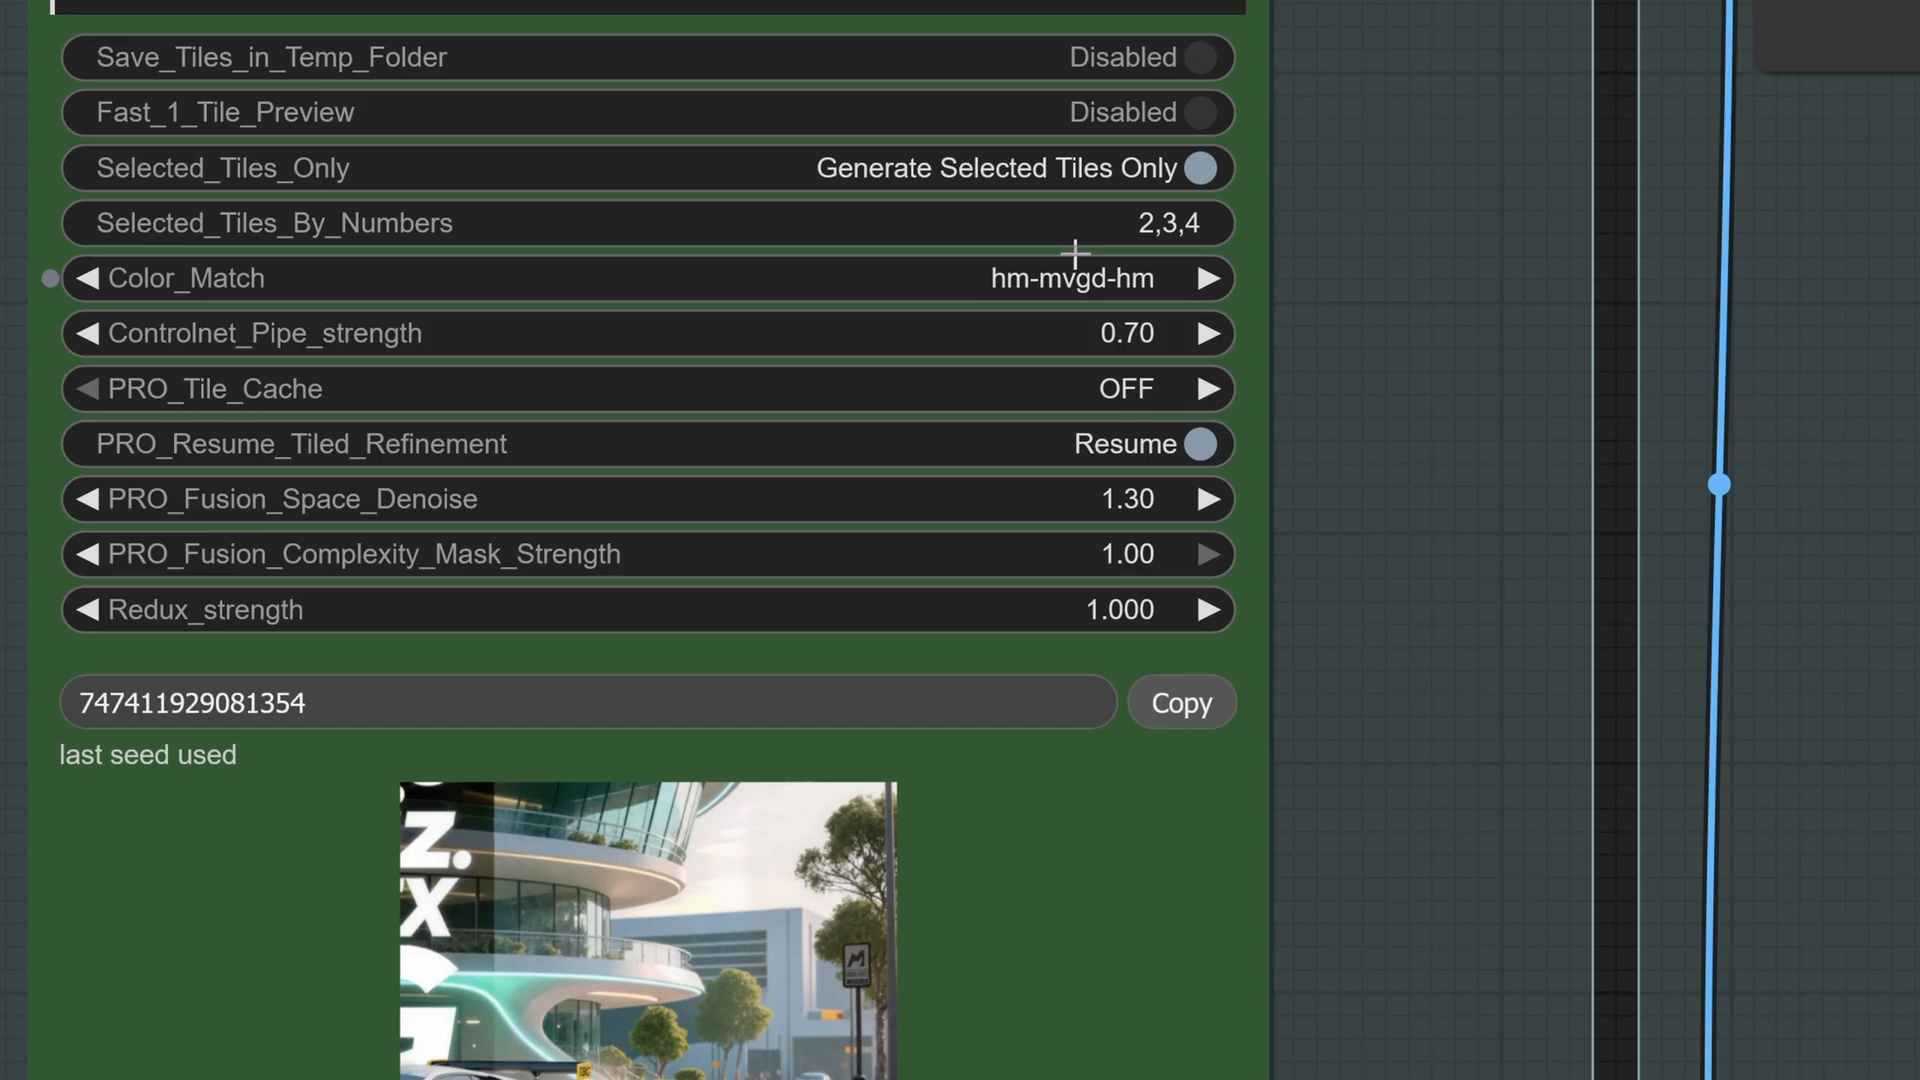 Save_Tiles_in_Temp_Folder Disabled
Fast_1_Tile_Preview Disabled
Selected_Tiles_Only Generate Selected Tiles Only
Selected_Tiles_By_Numbers 2,3,4
Color_Match hm-mvgd-hm
Controlnet_Pipe_strength 0.70
PRO_Tile_Cache OFF
PRO_Resume_Tiled_Refinement Resume
PRO_Fusion_Space_Denoise 1.30
PRO_Fusion_Complexity_Mask_Strength 1.00
Redux_strength 1.000
747411929081354 Copy
last seed used
z.
x